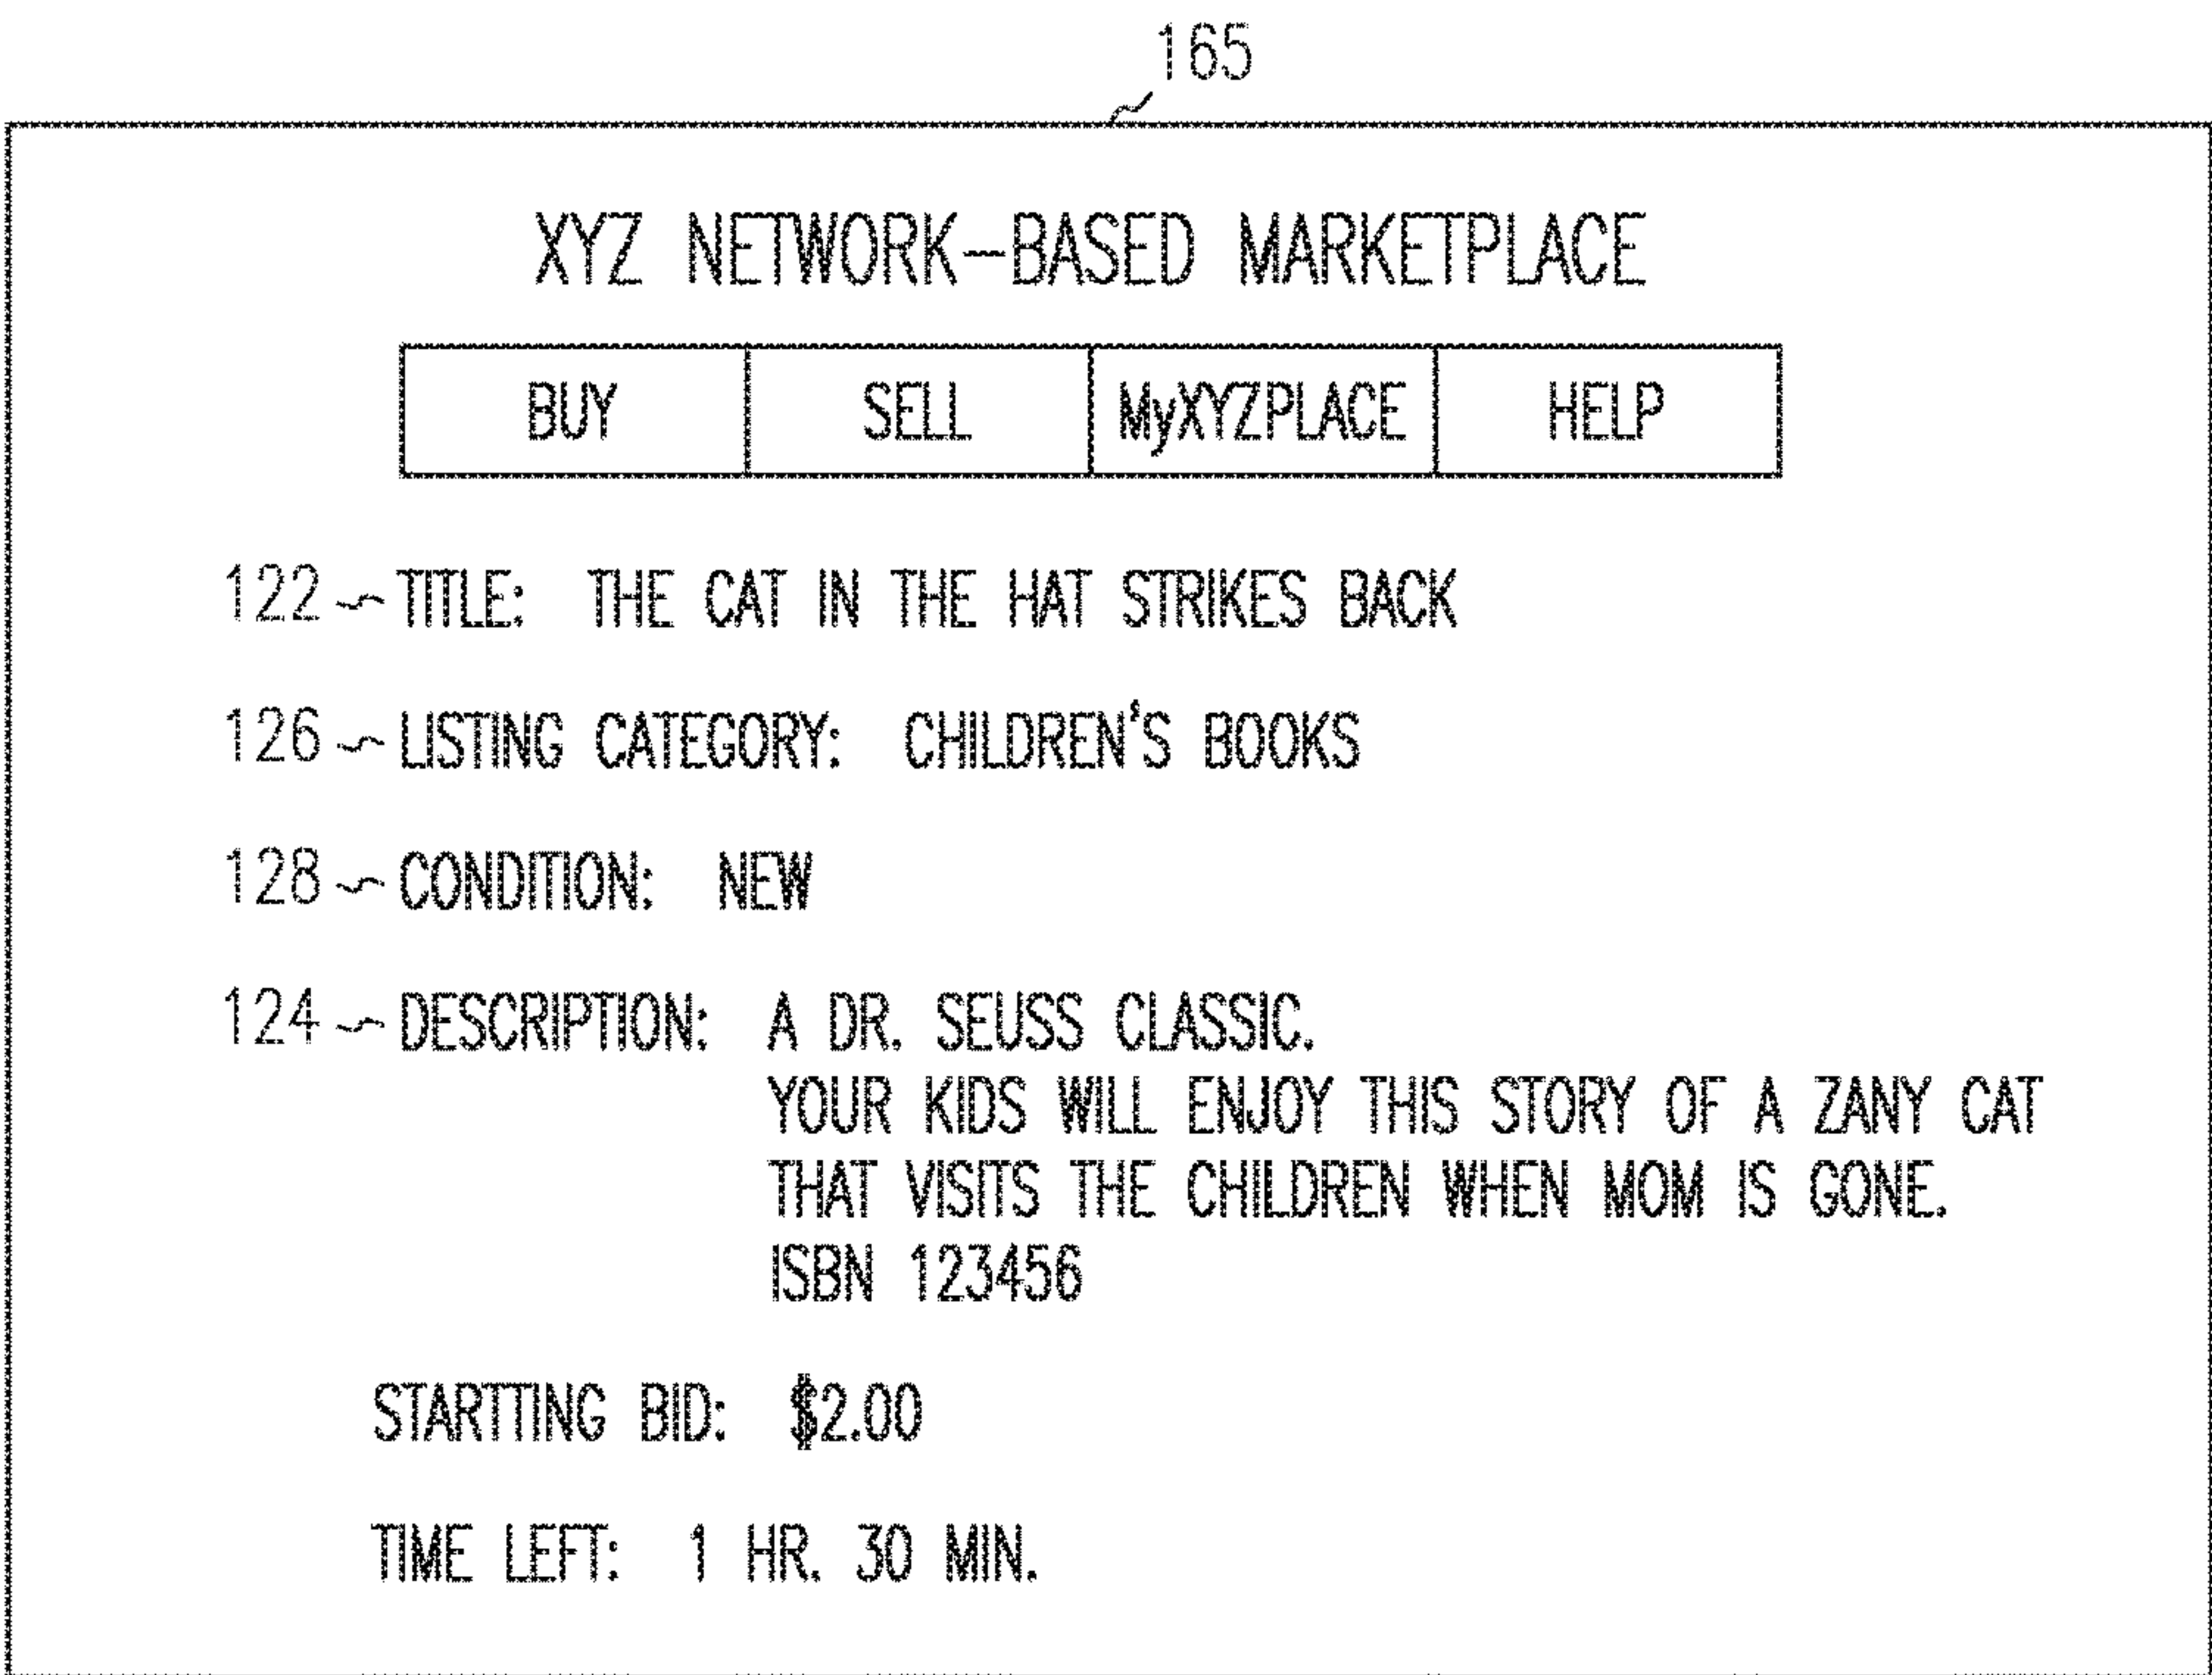 165
XYZ NETWORK-BASED MARKETPLACE
BUY SELL MyXYZPLACE HELP
122 TITLE: THE CAT IN THE HAT STRIKES BACK
126 LISTING CATEGORY: CHILDREN'S BOOKS
128 CONDITION: NEW
124 DESCRIPTION: A DR. SEUSS CLASSIC.
YOUR KIDS WILL ENJOY THIS STORY OF A ZANY CAT
THAT VISITS THE CHILDREN WHEN MOM IS GONE.
ISBN 123456
STARTTING BID: $2.00
TIME LEFT: 1 HR. 30 MIN.